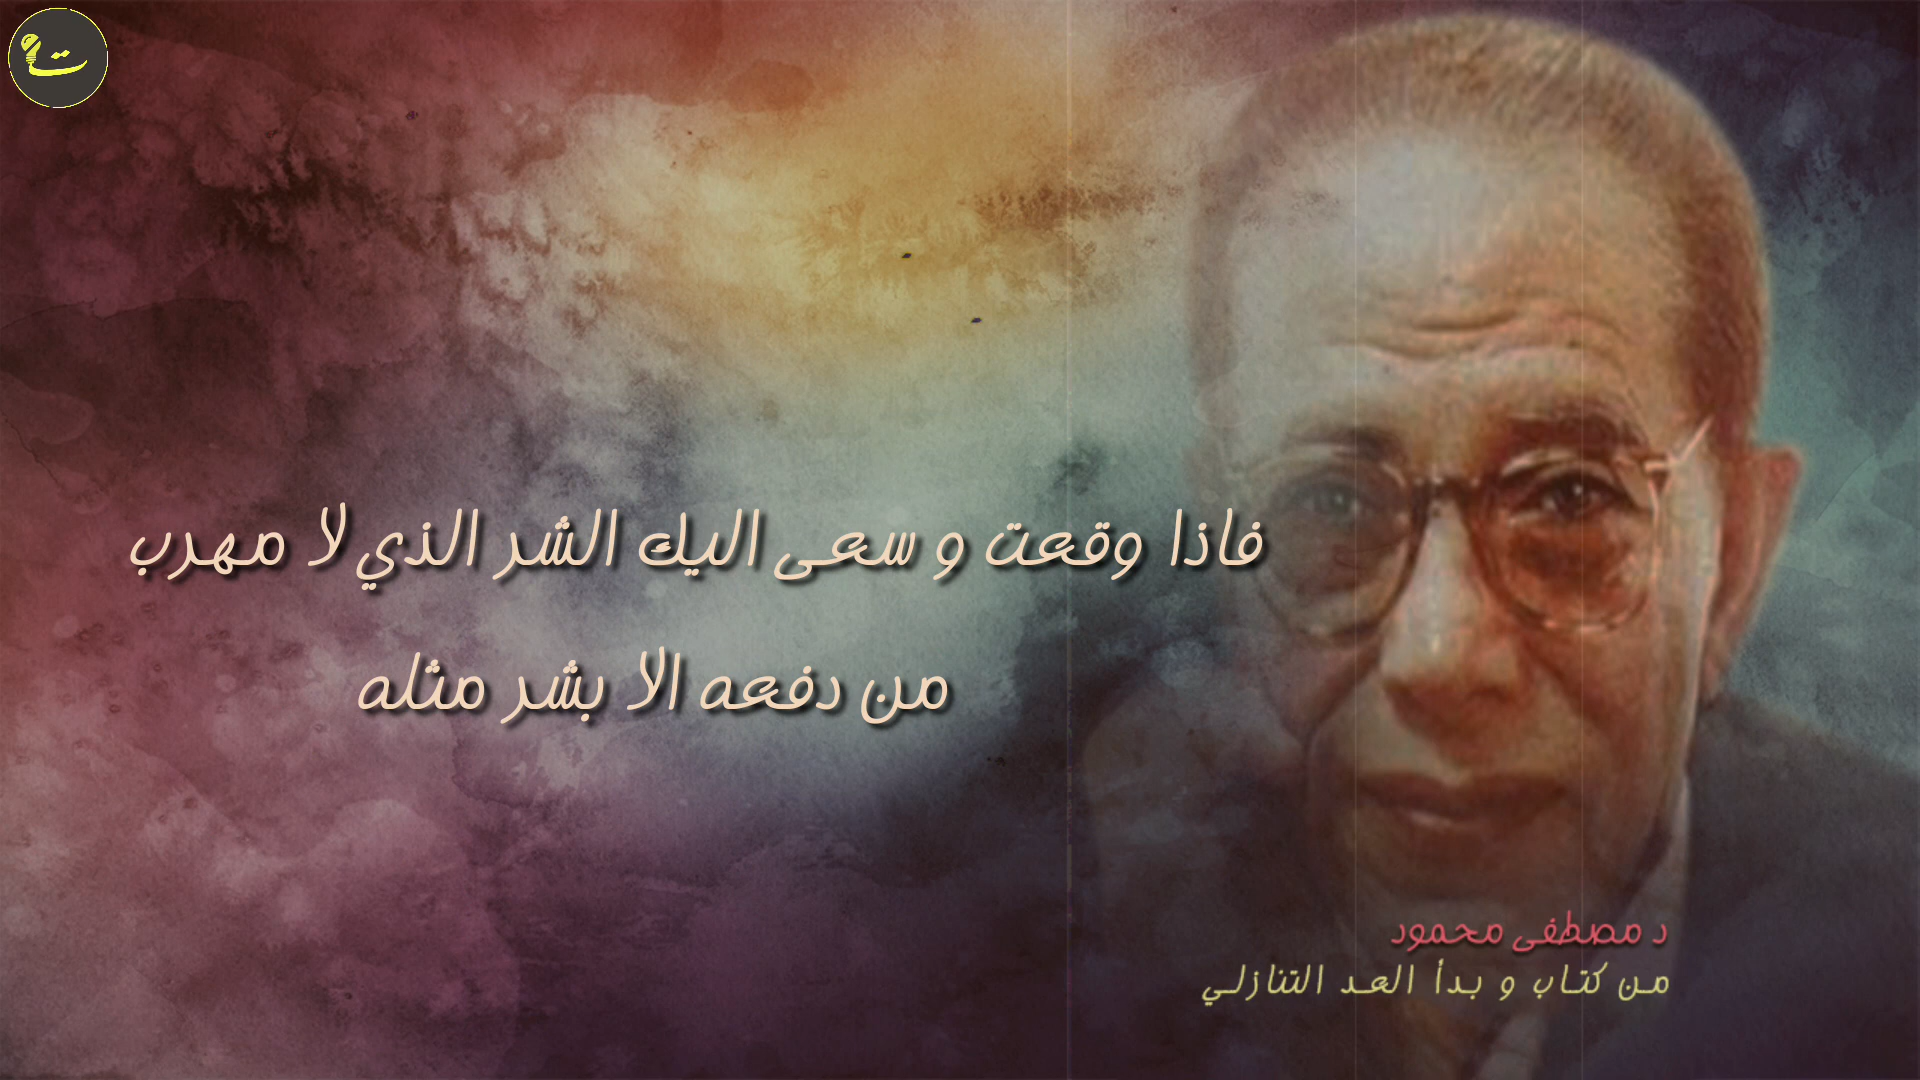 فاذا وقعت و سعى اليك الشر الذي لا مهرب
من دفعه الا بشر مثله
د مصطفى محمود
من كتاب و بدأ العد التنازلي